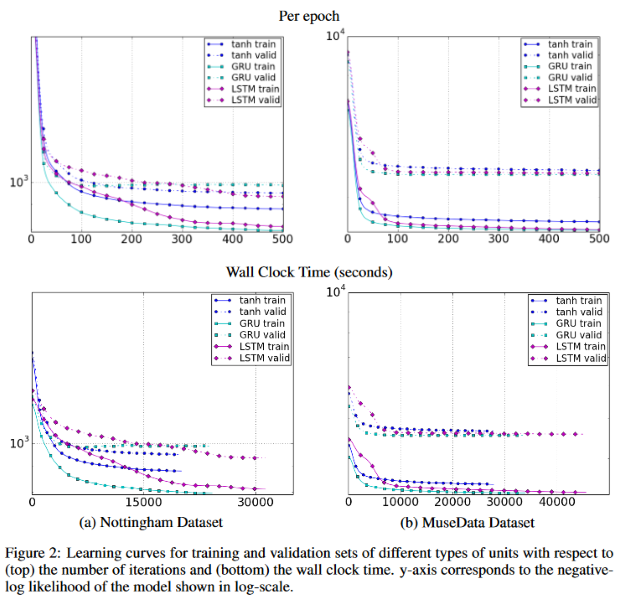 Per epoch
10^3
tanh train
tanh valid
GRU train
GRU valid
LSTM train
LSTM valid
0 100 200 300 400 500
10^4
tanh train
tanh valid
GRU train
GRU valid
LSTM train
LSTM valid
0 100 200 300 400 500
Wall Clock Time (seconds)
10^3
tanh train
tanh valid
GRU train
GRU valid
LSTM train
LSTM valid
0 15000 30000
(a) Nottingham Dataset
10^4
tanh train
tanh valid
GRU train
GRU valid
LSTM train
LSTM valid
0 10000 20000 30000 40000
(b) MuseData Dataset
Figure 2: Learning curves for training and validation sets of different types of units with respect to
(top) the number of iterations and (bottom) the wall clock time. y-axis corresponds to the negative-
log likelihood of the model shown in log-scale.